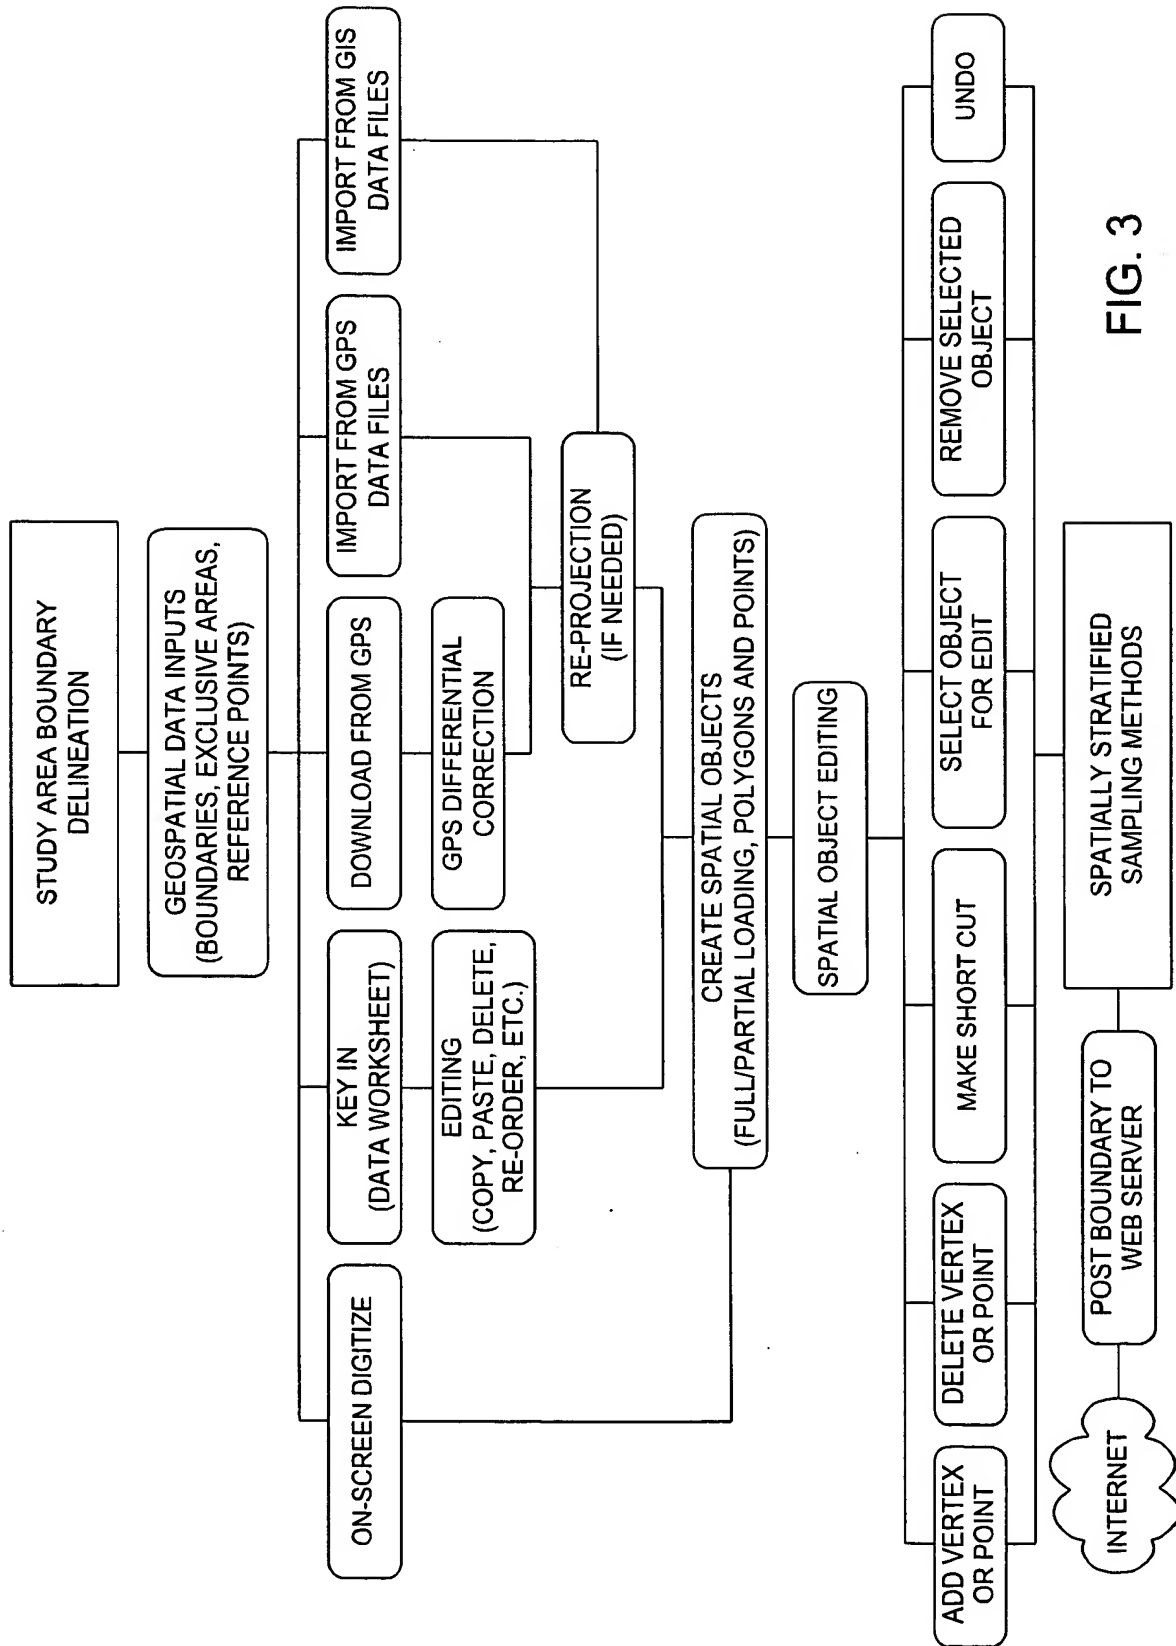 STUDY AREA BOUNDARY
DELINEATION
GEOSPATIAL DATA INPUTS
(BOUNDARIES, EXCLUSIVE AREAS,
REFERENCE POINTS)
ON-SCREEN DIGITIZE
KEY IN
(DATA WORKSHEET)
DOWNLOAD FROM GPS
IMPORT FROM GPS
DATA FILES
IMPORT FROM GIS
DATA FILES
EDITING
(COPY, PASTE, DELETE,
RE-ORDER, ETC.)
GPS DIFFERENTIAL
CORRECTION
RE-PROJECTION
(IF NEEDED)
CREATE SPATIAL OBJECTS
(FULL/PARTIAL LOADING, POLYGONS AND POINTS)
SPATIAL OBJECT EDITING
ADD VERTEX
OR POINT
DELETE VERTEX
OR POINT
MAKE SHORT CUT
SELECT OBJECT
FOR EDIT
REMOVE SELECTED
OBJECT
UNDO
INTERNET
POST BOUNDARY TO
WEB SERVER
SPATIALLY STRATIFIED
SAMPLING METHODS
FIG. 3